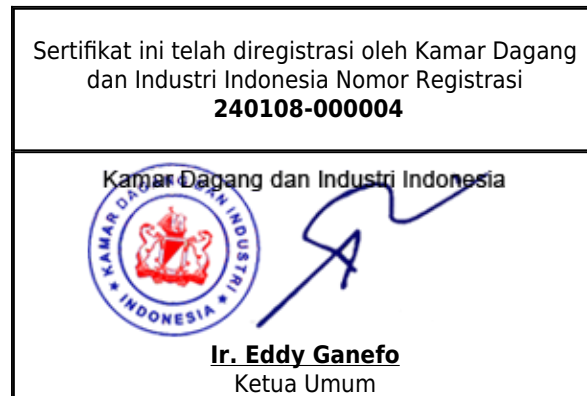 Sertifikat ini telah diregistrasi oleh Kamar Dagang
dan Industri Indonesia Nomor Registrasi
240108-000004
Kamar Dagang dan Industri Indonesia
KAMAR DAGANG DAN INDUSTRI
* INDONESIA *
Ir. Eddy Ganefo
Ketua Umum